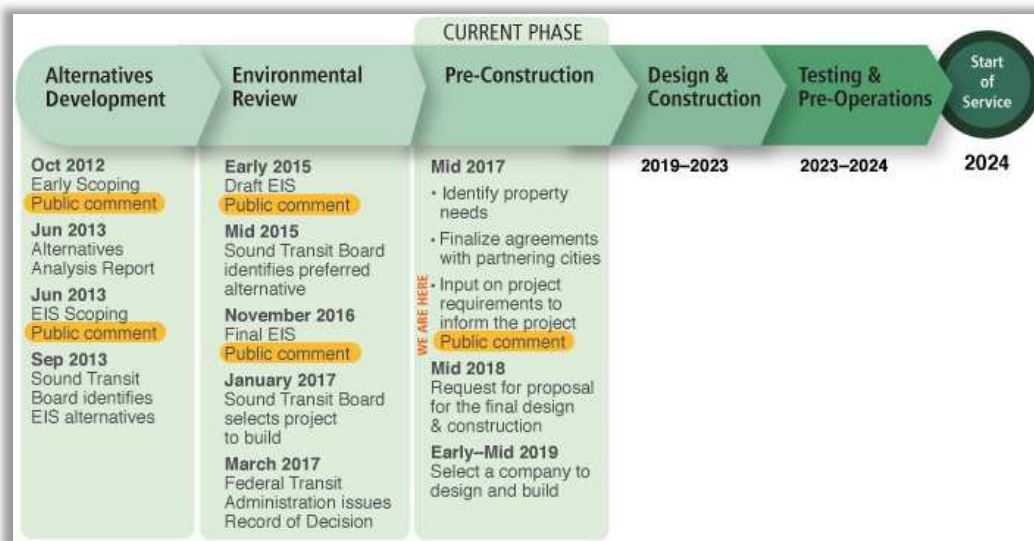 CURRENT PHASE
Alternatives
Development
Environmental
Review
Pre-Construction
Design &
Construction
Testing &
Pre-Operations
Start
of
Service
Oct 2012
Early Scoping
Public comment
Jun 2013
Alternatives
Analysis Report
Jun 2013
EIS Scoping
Public comment
Sep 2013
Sound Transit
Board identifies
EIS alternatives
Early 2015
Draft EIS
Public comment
Mid 2015
Sound Transit Board
identifies preferred
alternative
November 2016
Final EIS
Public comment
January 2017
Sound Transit Board
selects project
to build
March 2017
Federal Transit
Administration issues
Record of Decision
Mid 2017
• Identify property
needs
• Finalize agreements
with partnering cities
WE ARE HERE
• Input on project
requirements to
inform the project
Public comment
Mid 2018
Request for proposal
for the final design
& construction
Early–Mid 2019
Select a company to
design and build
2019–2023
2023–2024
2024